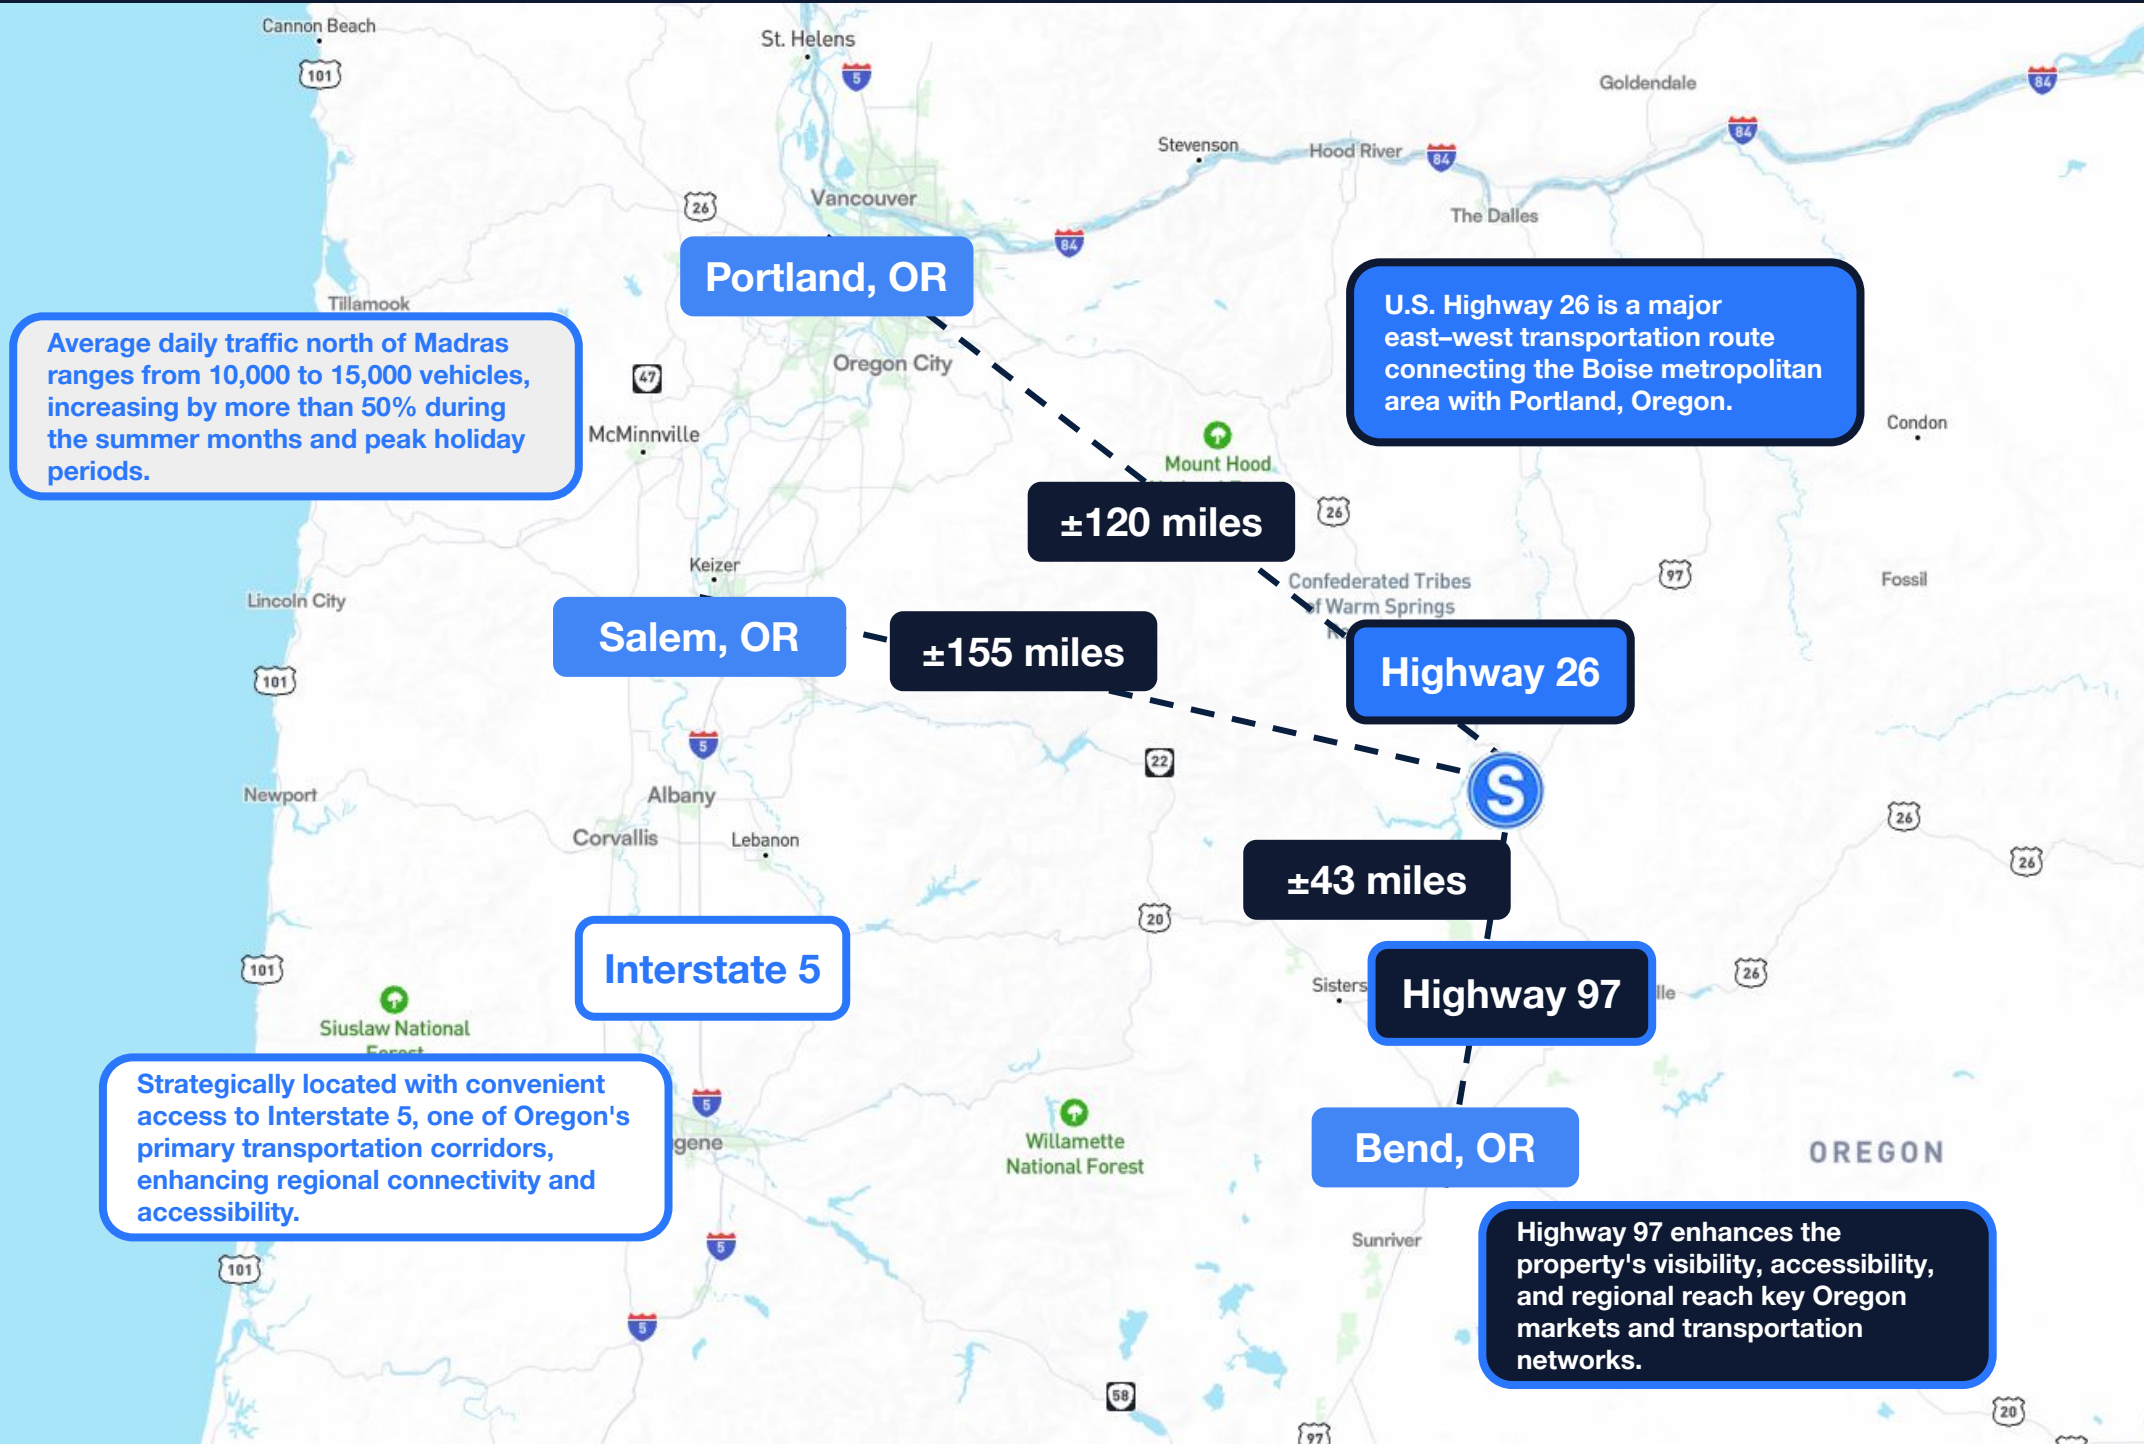 Cannon Beach
101
St. Helens
5
Goldendale
84
84
Stevenson
Hood River
84
26
Vancouver
The Dalles
84
Portland, OR
Tillamook
U.S. Highway 26 is a major
east–west transportation route
connecting the Boise metropolitan
area with Portland, Oregon.
Average daily traffic north of Madras
ranges from 10,000 to 15,000 vehicles,
increasing by more than 50% during
the summer months and peak holiday
periods.
Oregon City
47
McMinnville
Condon
Mount Hood
±120 miles
26
Keizer
Confederated Tribes
of Warm Springs
97
Fossil
Lincoln City
Salem, OR
±155 miles
Highway 26
101
5
22
S
Newport
Albany
26
Corvallis
Lebanon
26
±43 miles
20
Interstate 5
101
Sisters
Highway 97
lle
26
Siuslaw National
Forest
Strategically located with convenient
access to Interstate 5, one of Oregon's
primary transportation corridors,
enhancing regional connectivity and
accessibility.
5
gene
Willamette
National Forest
Bend, OR
OREGON
Sunriver
5
101
Highway 97 enhances the
property's visibility, accessibility,
and regional reach key Oregon
markets and transportation
networks.
5
58
20
97